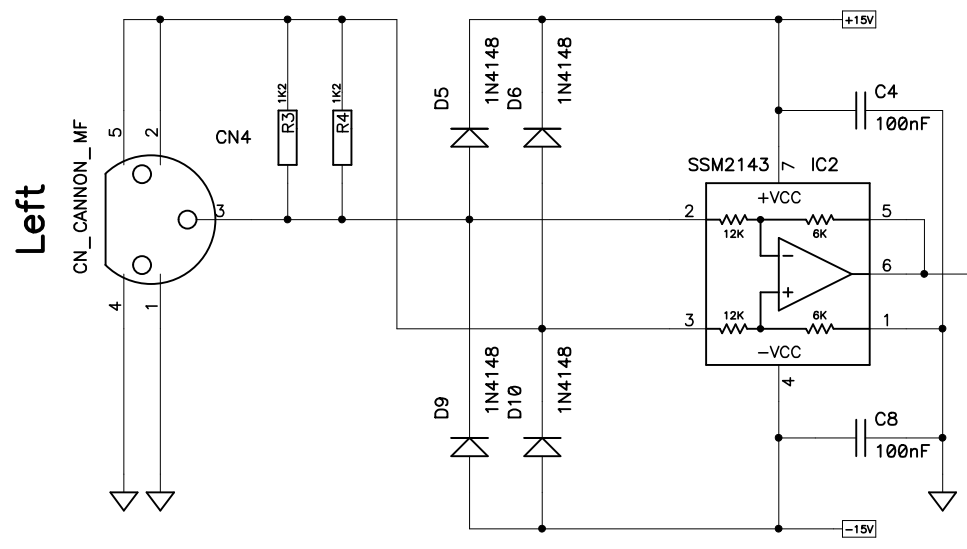 +15V
1N4148
1N4148
D5
D6
1K2
1K2
R3
R4
C4
100nF
5
2
CN4
SSM2143
7
IC2
Left
CN_CANNON_MF
3
2
+VCC
5
12K
6K
−
6
+
3
12K
6K
1
−VCC
4
4
1
1N4148
1N4148
D9
D10
C8
100nF
−15V